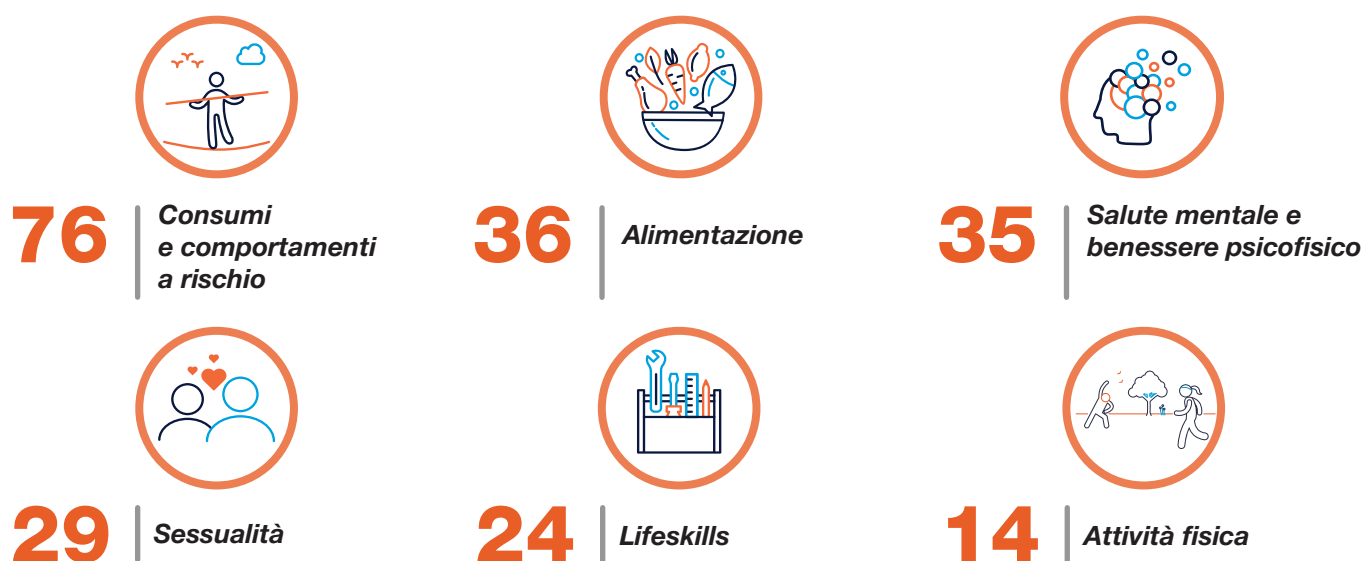 76
Consumi
e comportamenti
a rischio
36
Alimentazione
35
Salute mentale e
benessere psicofisico
29
Sessualità
24
Lifeskills
14
Attività fisica